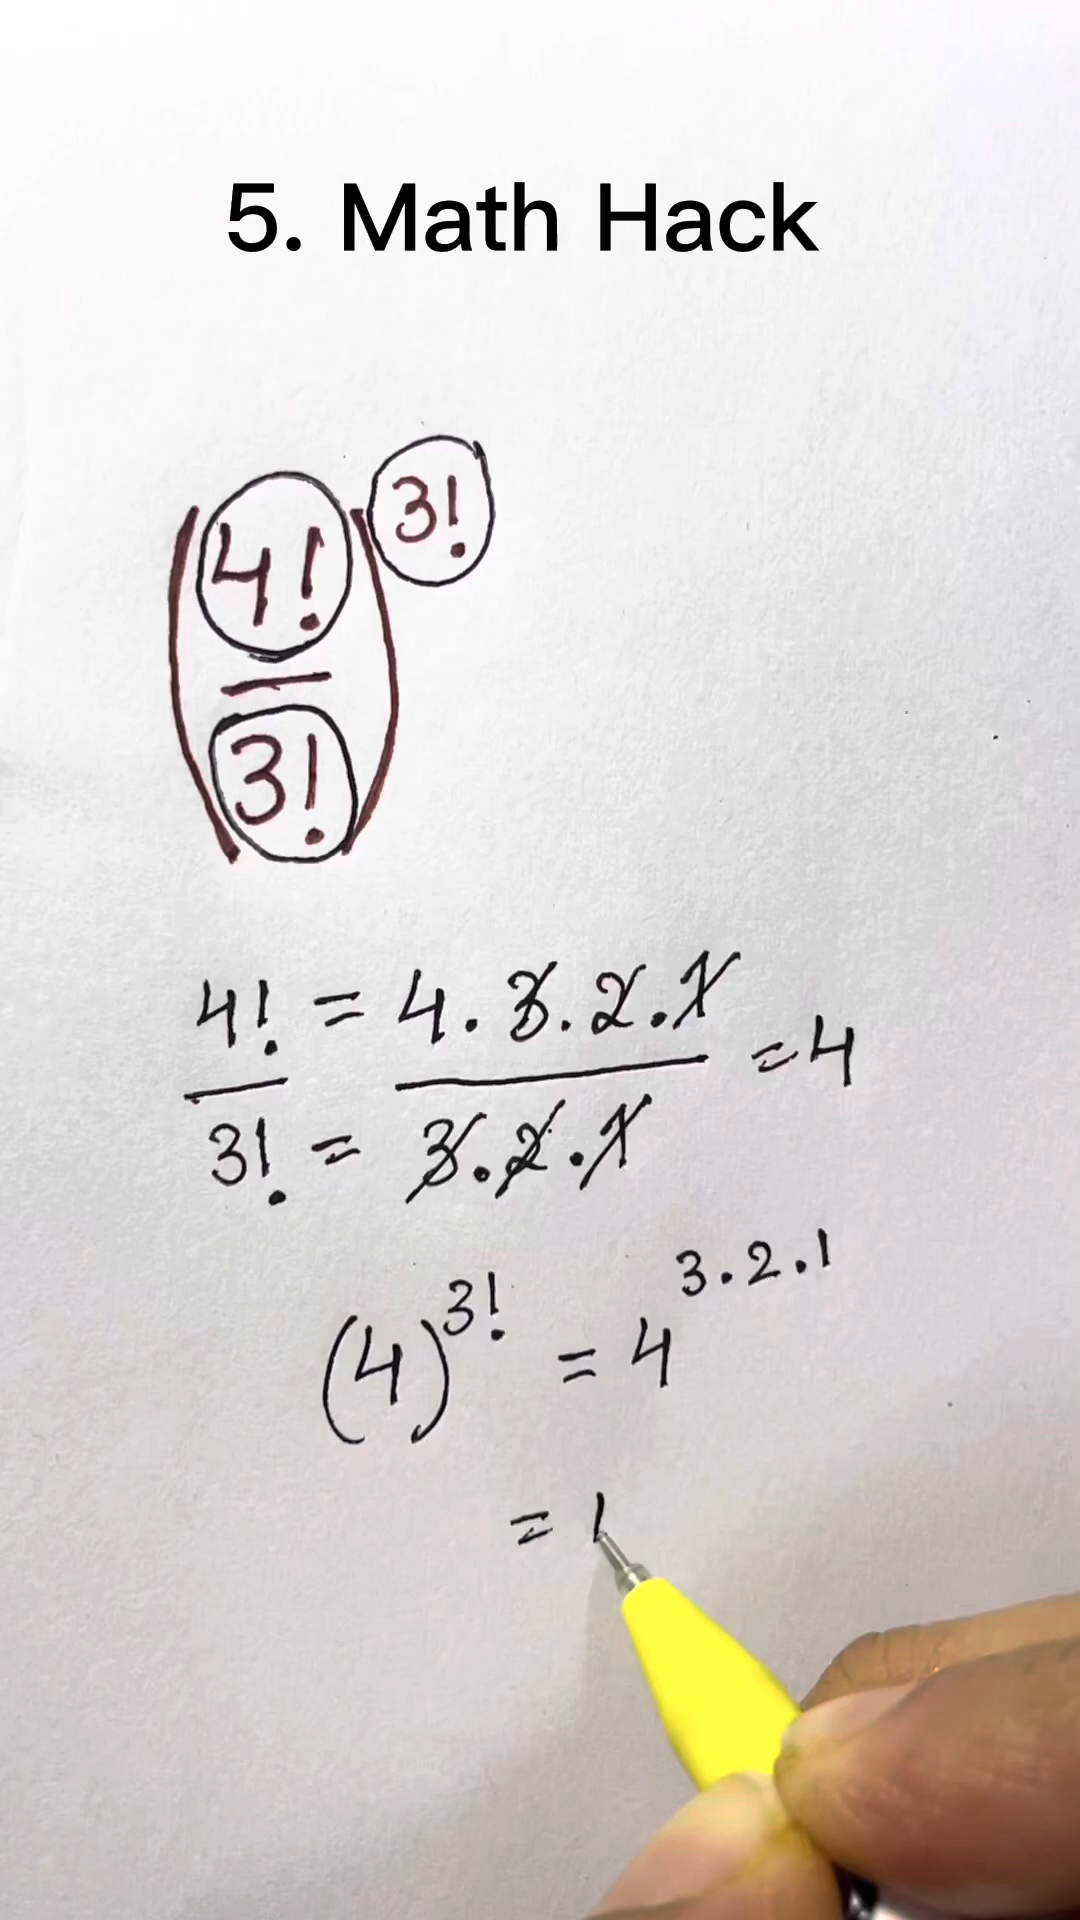 5. Math Hack
(4!/3!)^3!
4! = 4.3.2.1
3! = 3.2.1
=4
(4)^3! = 4^3.2.1
= 1